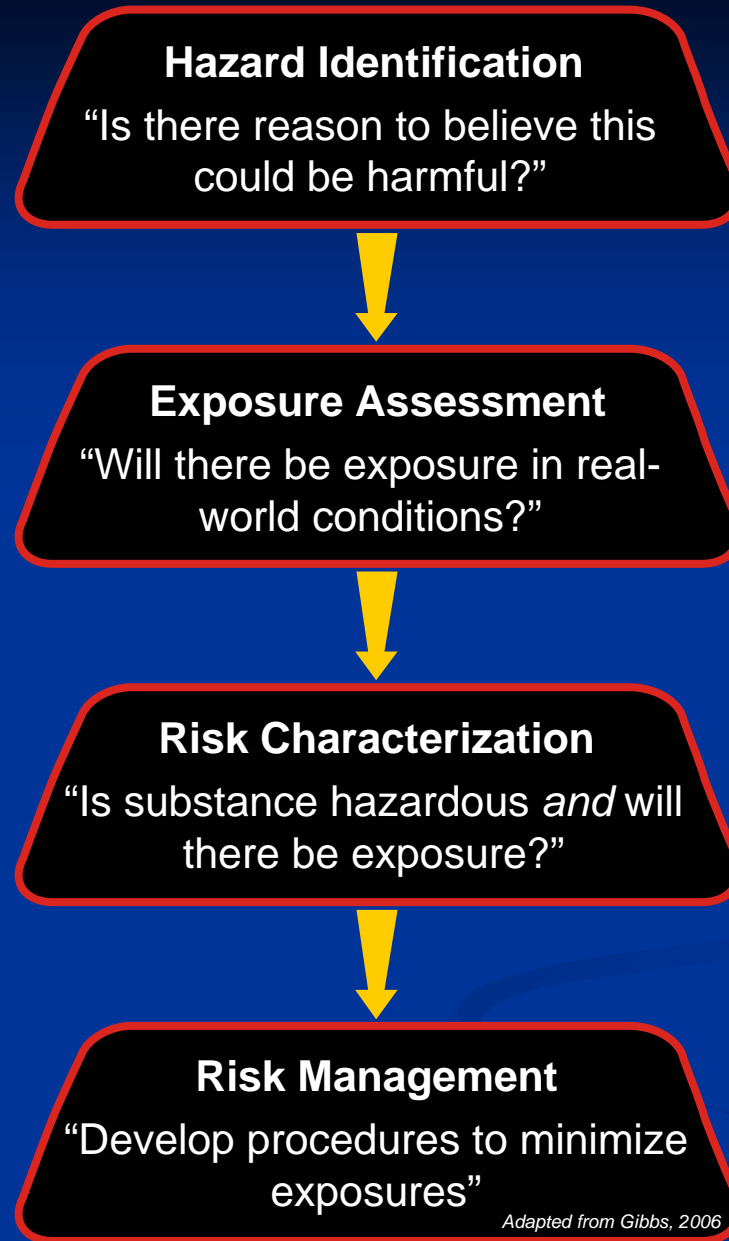 Hazard Identification
“Is there reason to believe this
could be harmful?”
Exposure Assessment
“Will there be exposure in real-
world conditions?”
Risk Characterization
“Is substance hazardous and will
there be exposure?”
Risk Management
“Develop procedures to minimize
exposures”
Adapted from Gibbs, 2006